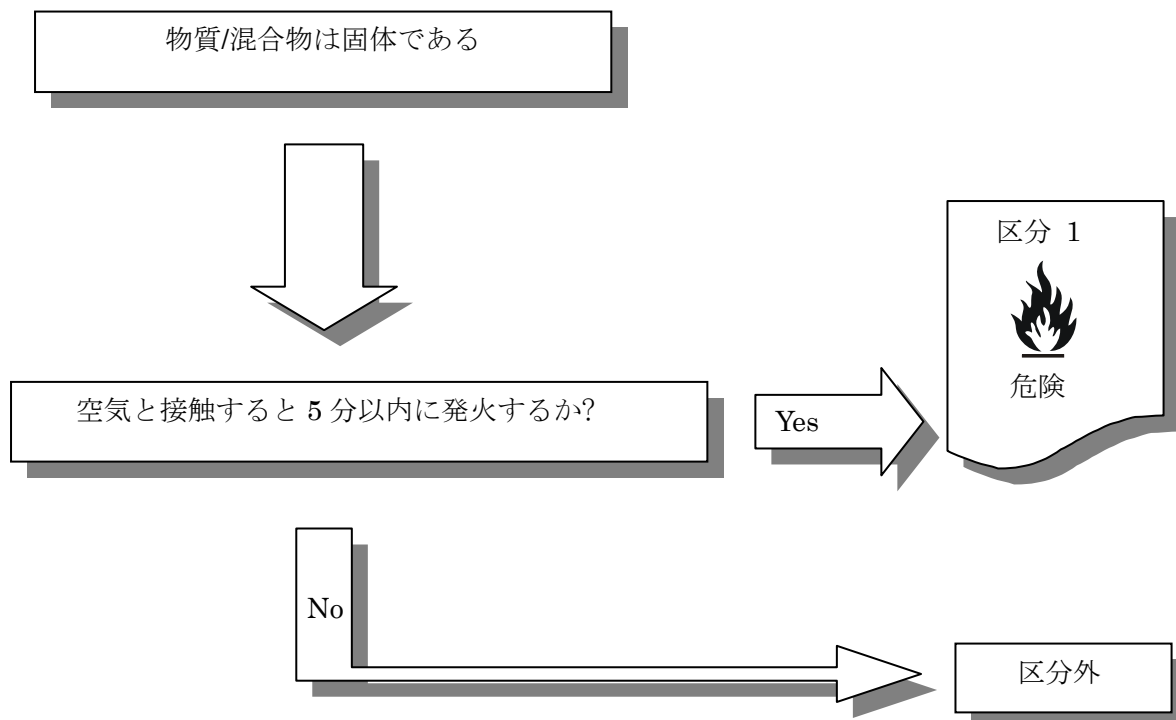 物質/混合物は固体である
区分 1
危険
空気と接触すると 5 分以内に発火するか?
Yes
No
区分外